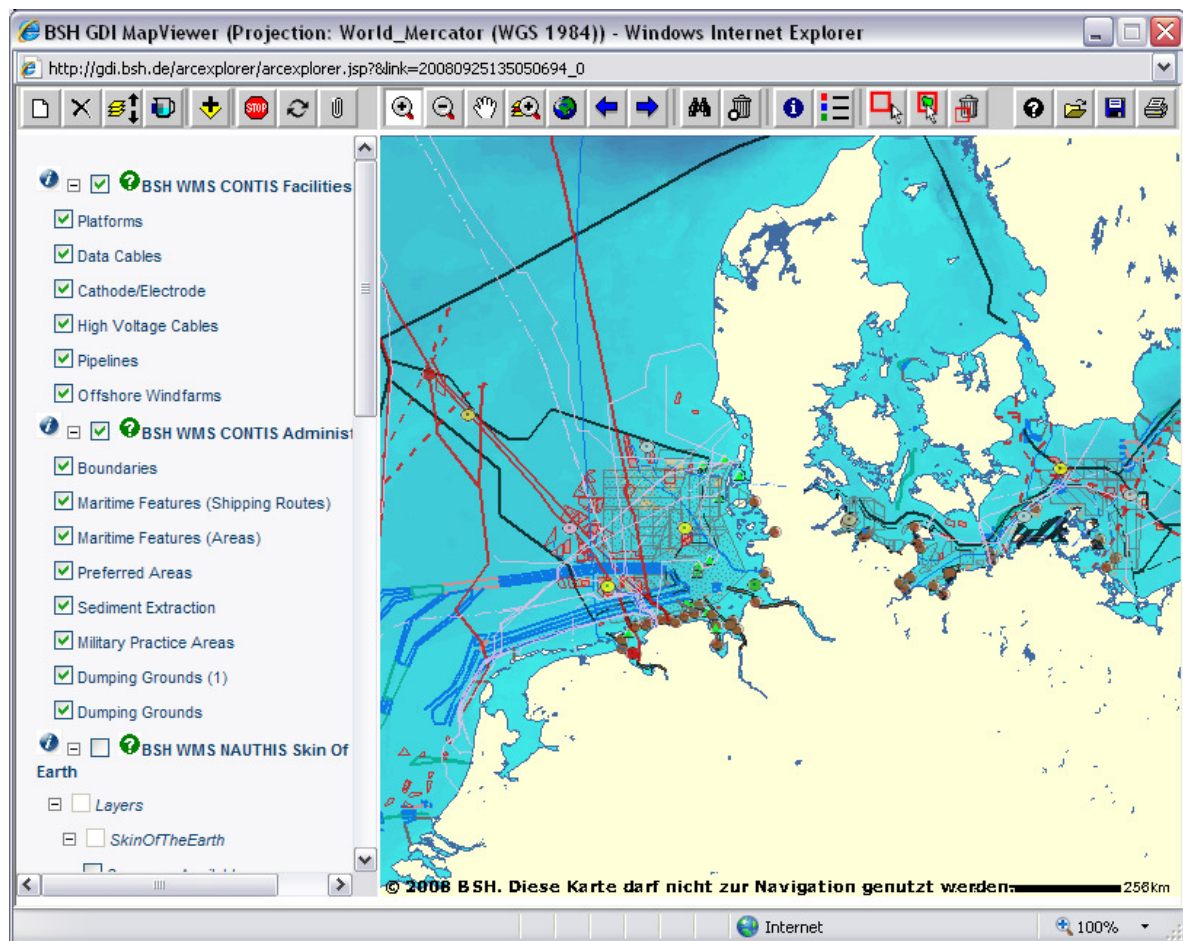 BSH GDI MapViewer (Projection: World_Mercator (WGS 1984)) - Windows Internet Explorer
http://gdi.bsh.de/arcexplorer/arcexplorer.jsp?&link=20080925135050694_0
STOP
BSH WMS CONTIS Facilities
Platforms
Data Cables
Cathode/Electrode
High Voltage Cables
Pipelines
Offshore Windfarms
BSH WMS CONTIS Administ
Boundaries
Maritime Features (Shipping Routes)
Maritime Features (Areas)
Preferred Areas
Sediment Extraction
Military Practice Areas
Dumping Grounds (1)
Dumping Grounds
BSH WMS NAUTHIS Skin Of
Earth
Layers
SkinOfTheEarth
© 2008 BSH. Diese Karte darf nicht zur Navigation genutzt werden.
256km
Internet
100%